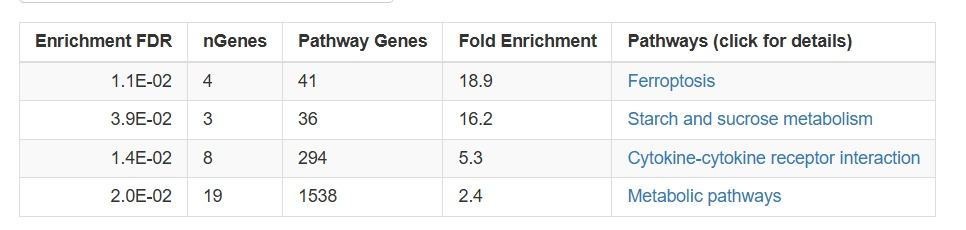 Enrichment FDR nGenes Pathway Genes Fold Enrichment Pathways (click for details)
1.1E-02 4 41 18.9 Ferroptosis
3.9E-02 3 36 16.2 Starch and sucrose metabolism
1.4E-02 8 294 5.3 Cytokine-cytokine receptor interaction
2.0E-02 19 1538 2.4 Metabolic pathways